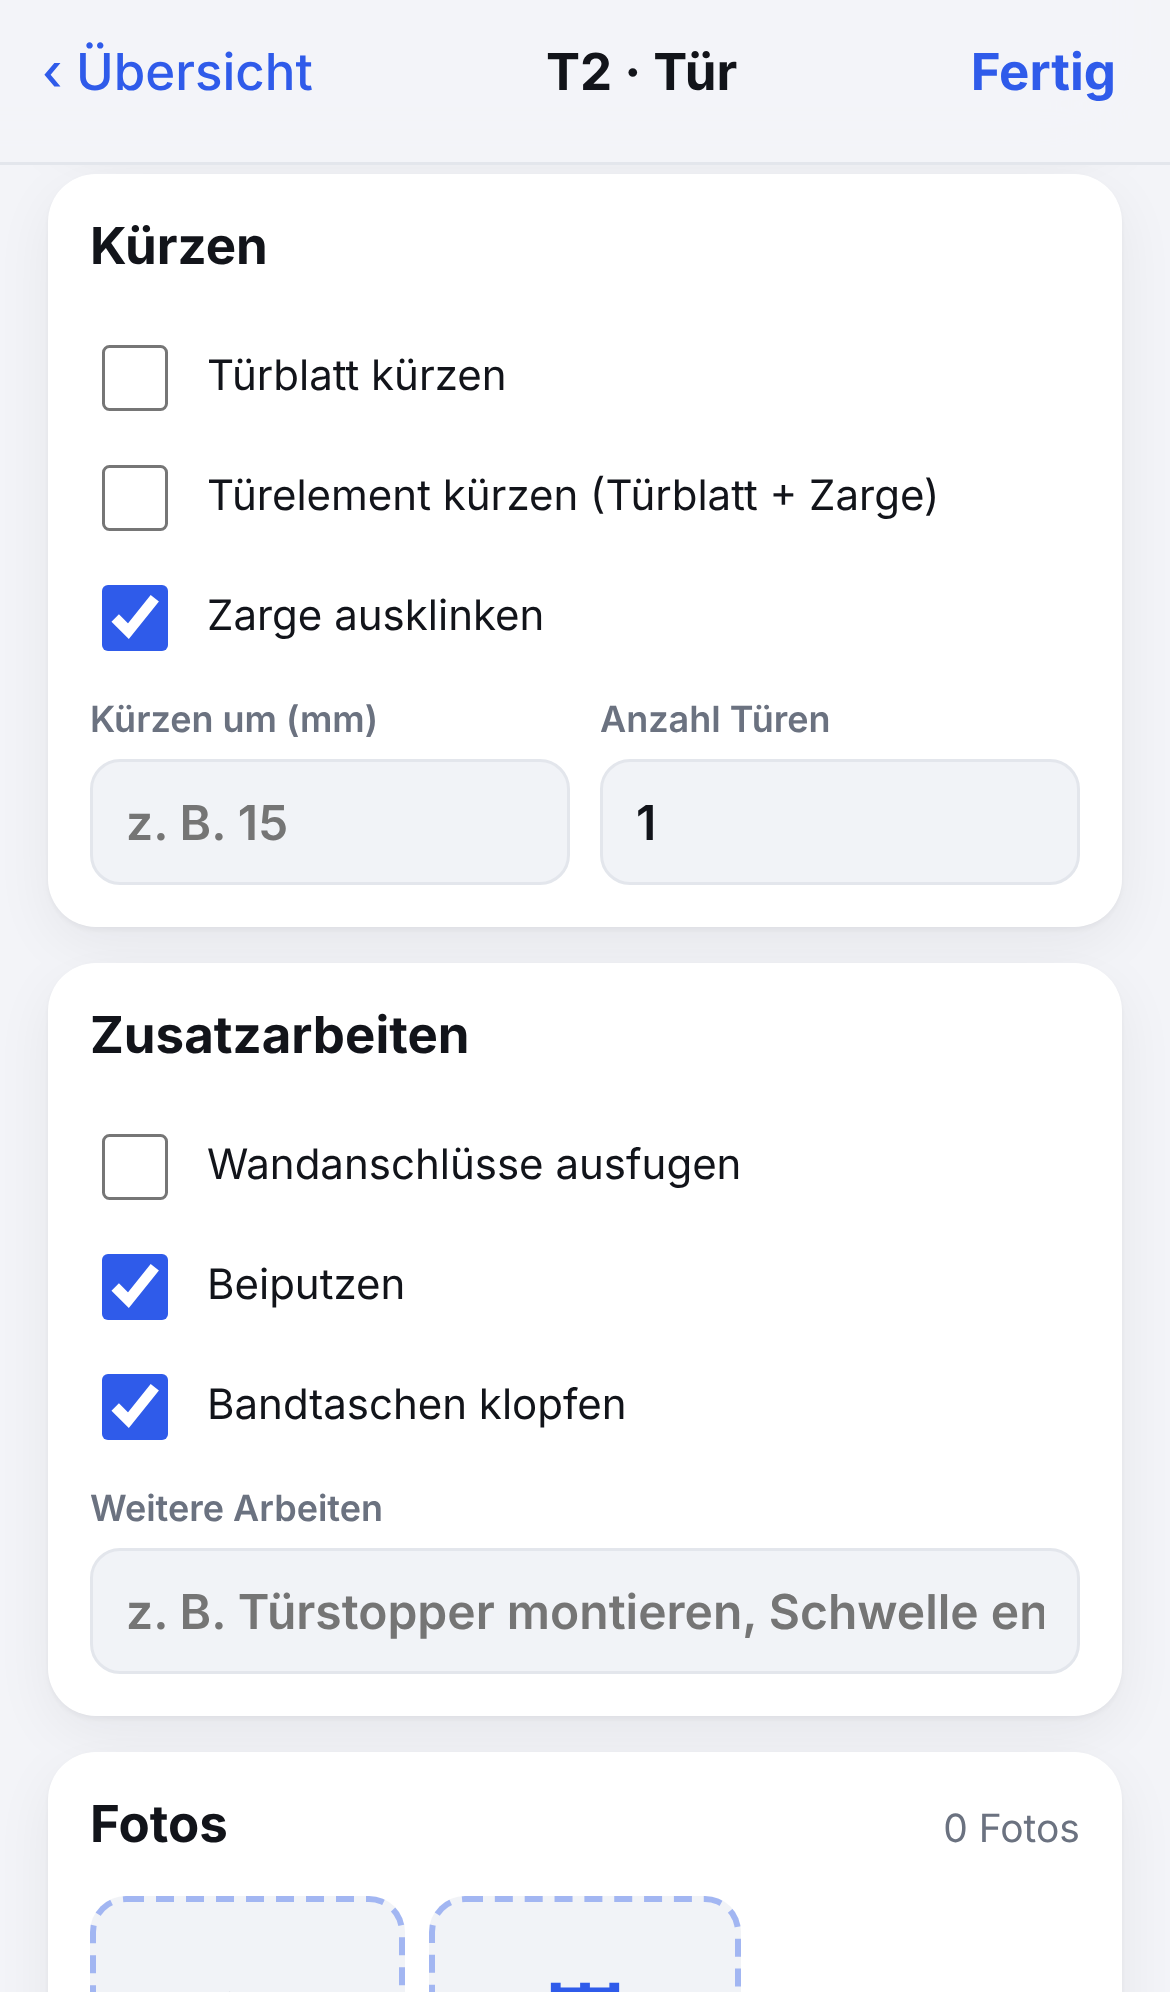 ‹ Übersicht
T2 · Tür
Fertig
Kürzen
Türblatt kürzen
Türelement kürzen (Türblatt + Zarge)
Zarge ausklinken
Kürzen um (mm)
Anzahl Türen
z. B. 15
1
Zusatzarbeiten
Wandanschlüsse ausfugen
Beiputzen
Bandtaschen klopfen
Weitere Arbeiten
z. B. Türstopper montieren, Schwelle en
Fotos
0 Fotos